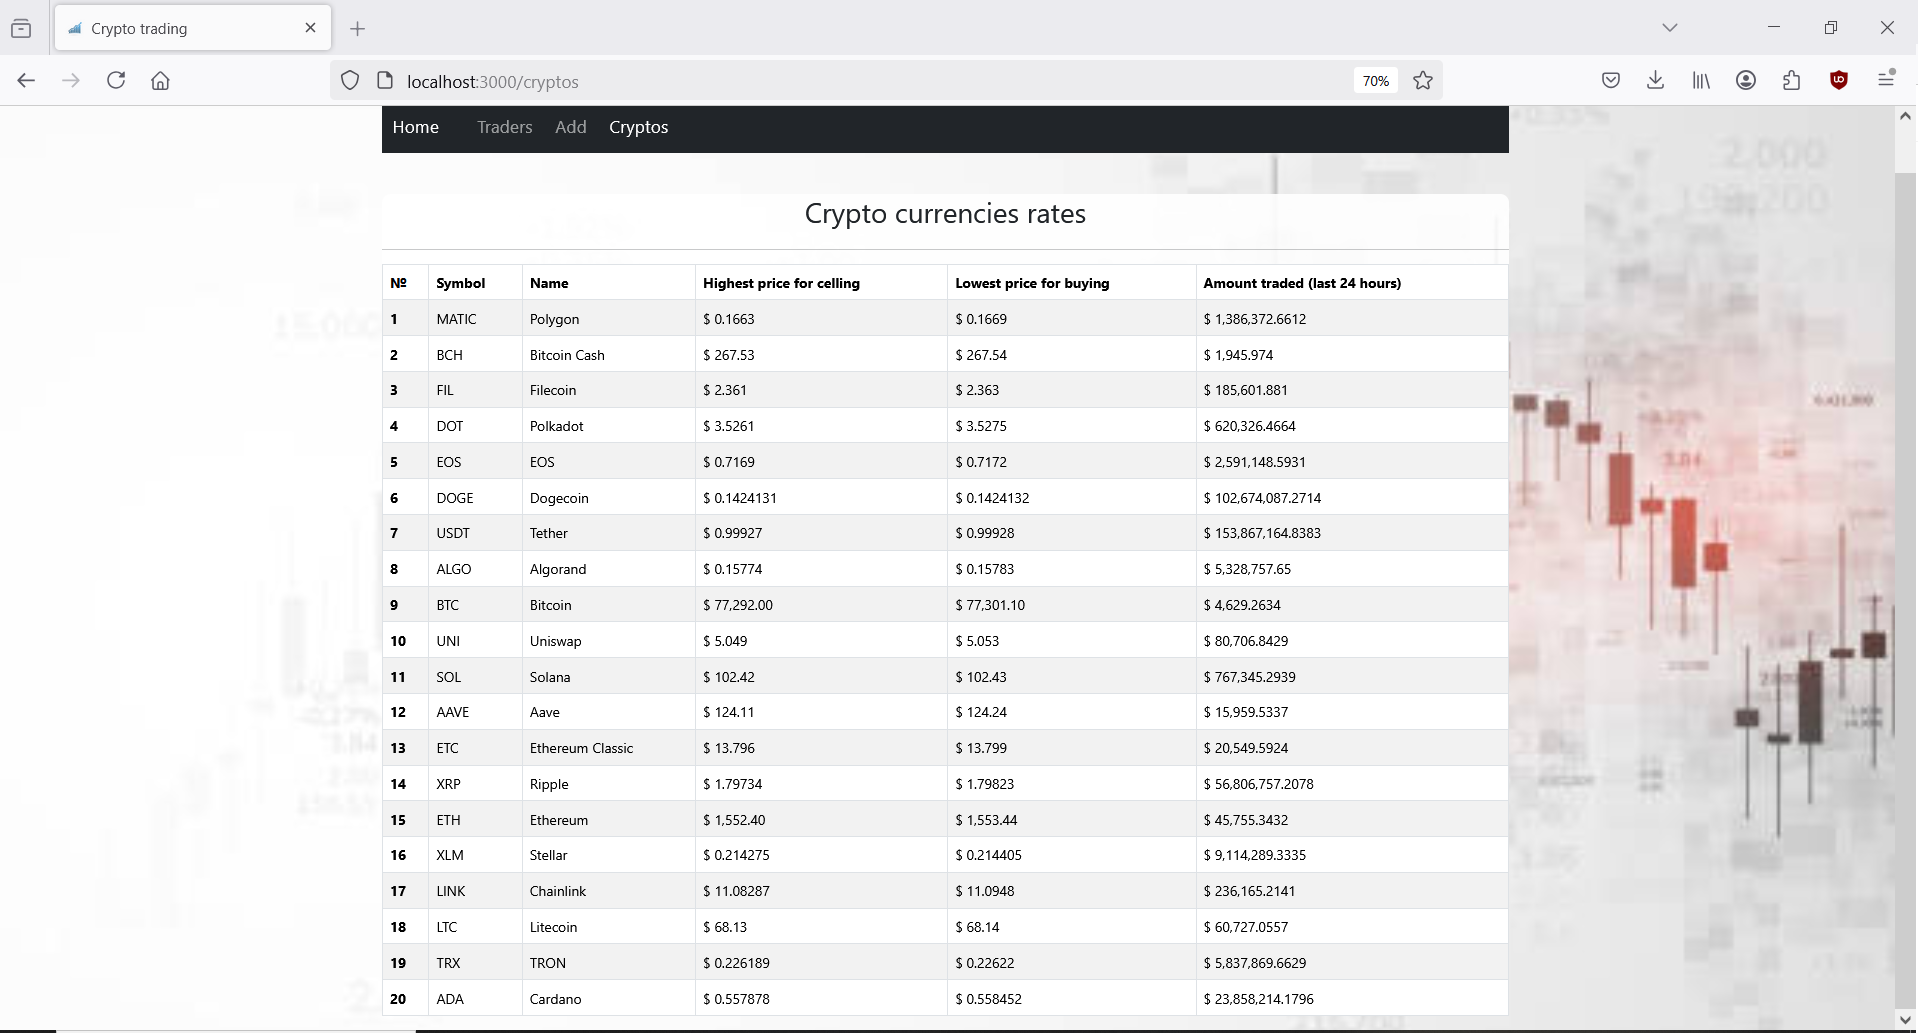 Crypto trading
localhost:3000/cryptos 70%
Home Traders Add Cryptos
Crypto currencies rates
№ Symbol Name Highest price for celling Lowest price for buying Amount traded (last 24 hours)
1 MATIC Polygon $ 0.1663 $ 0.1669 $ 1,386,372.6612
2 BCH Bitcoin Cash $ 267.53 $ 267.54 $ 1,945.974
3 FIL Filecoin $ 2.361 $ 2.363 $ 185,601.881
4 DOT Polkadot $ 3.5261 $ 3.5275 $ 620,326.4664
5 EOS EOS $ 0.7169 $ 0.7172 $ 2,591,148.5931
6 DOGE Dogecoin $ 0.1424131 $ 0.1424132 $ 102,674,087.2714
7 USDT Tether $ 0.99927 $ 0.99928 $ 153,867,164.8383
8 ALGO Algorand $ 0.15774 $ 0.15783 $ 5,328,757.65
9 BTC Bitcoin $ 77,292.00 $ 77,301.10 $ 4,629.2634
10 UNI Uniswap $ 5.049 $ 5.053 $ 80,706.8429
11 SOL Solana $ 102.42 $ 102.43 $ 767,345.2939
12 AAVE Aave $ 124.11 $ 124.24 $ 15,959.5337
13 ETC Ethereum Classic $ 13.796 $ 13.799 $ 20,549.5924
14 XRP Ripple $ 1.79734 $ 1.79823 $ 56,806,757.2078
15 ETH Ethereum $ 1,552.40 $ 1,553.44 $ 45,755.3432
16 XLM Stellar $ 0.214275 $ 0.214405 $ 9,114,289.3335
17 LINK Chainlink $ 11.08287 $ 11.0948 $ 236,165.2141
18 LTC Litecoin $ 68.13 $ 68.14 $ 60,727.0557
19 TRX TRON $ 0.226189 $ 0.22622 $ 5,837,869.6629
20 ADA Cardano $ 0.557878 $ 0.558452 $ 23,858,214.1796